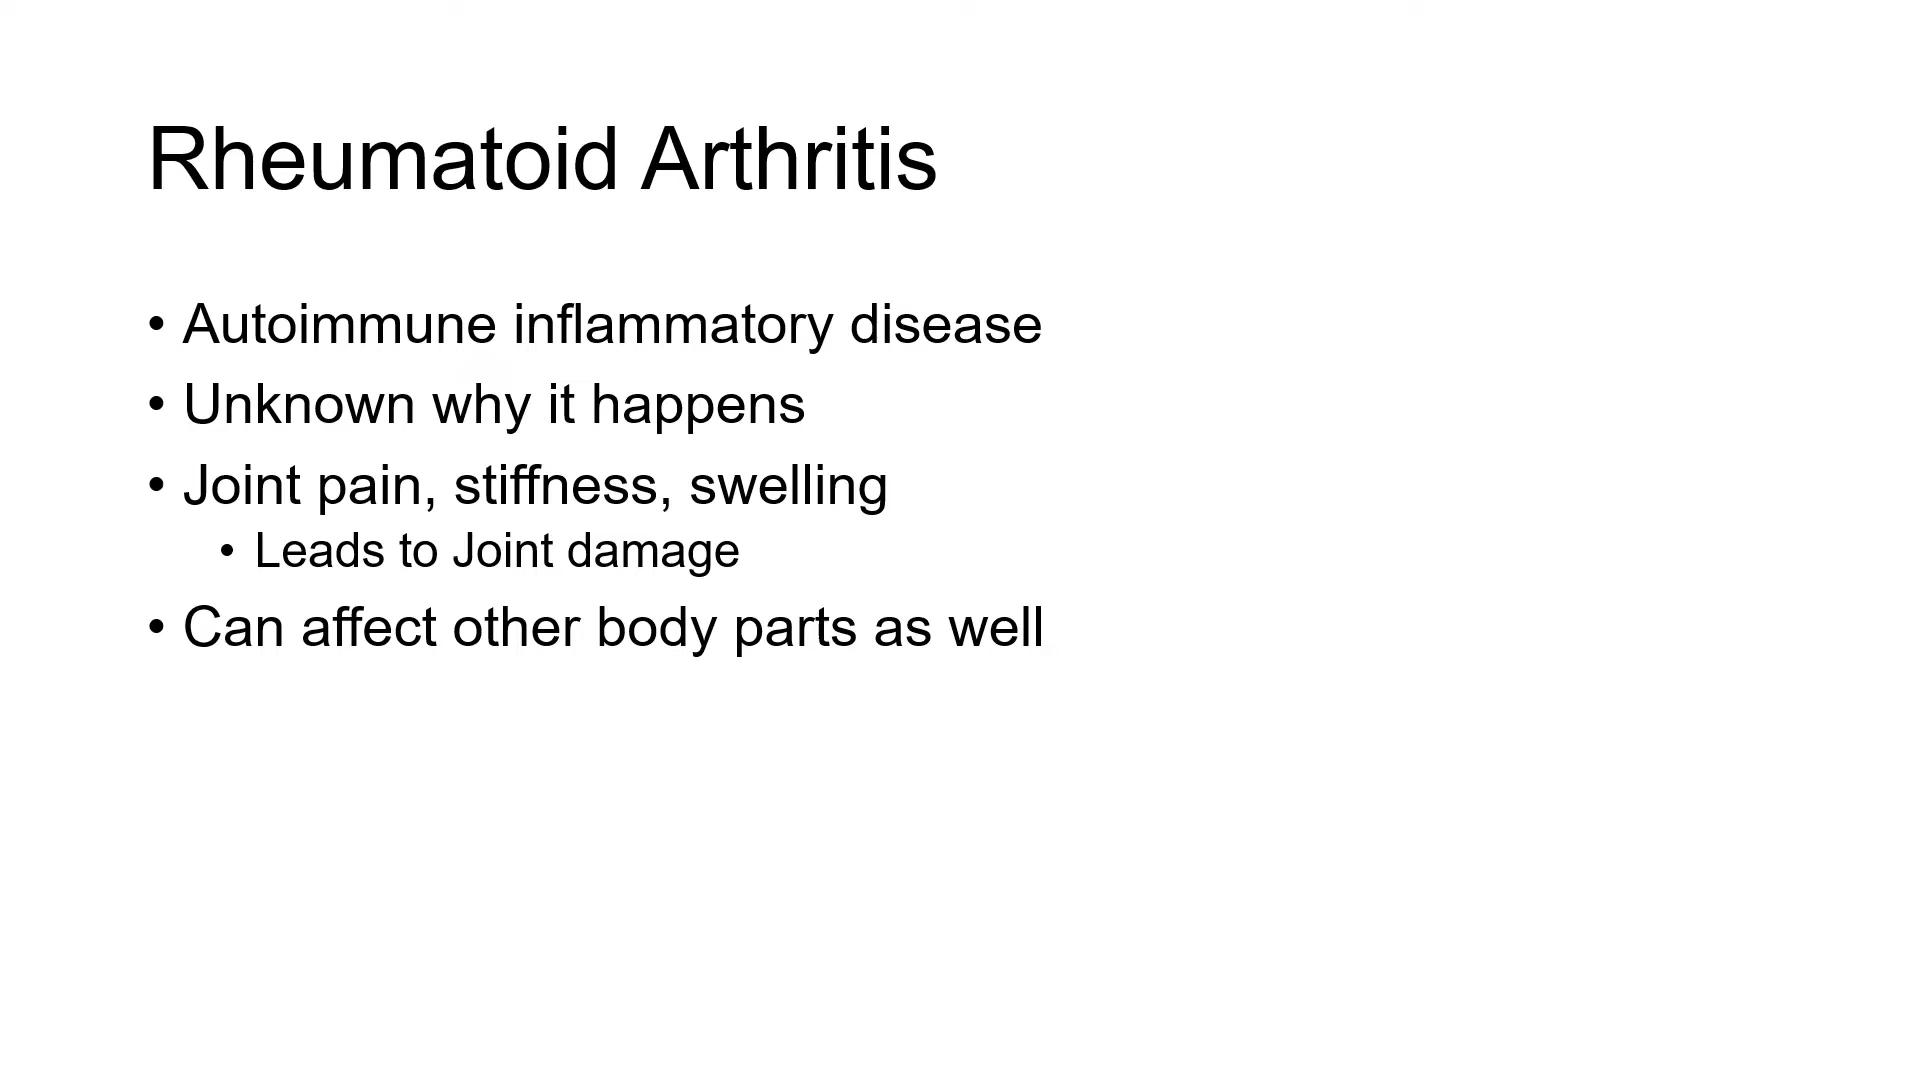 Rheumatoid Arthritis
• Autoimmune inflammatory disease
• Unknown why it happens
• Joint pain, stiffness, swelling
• Leads to Joint damage
• Can affect other body parts as well